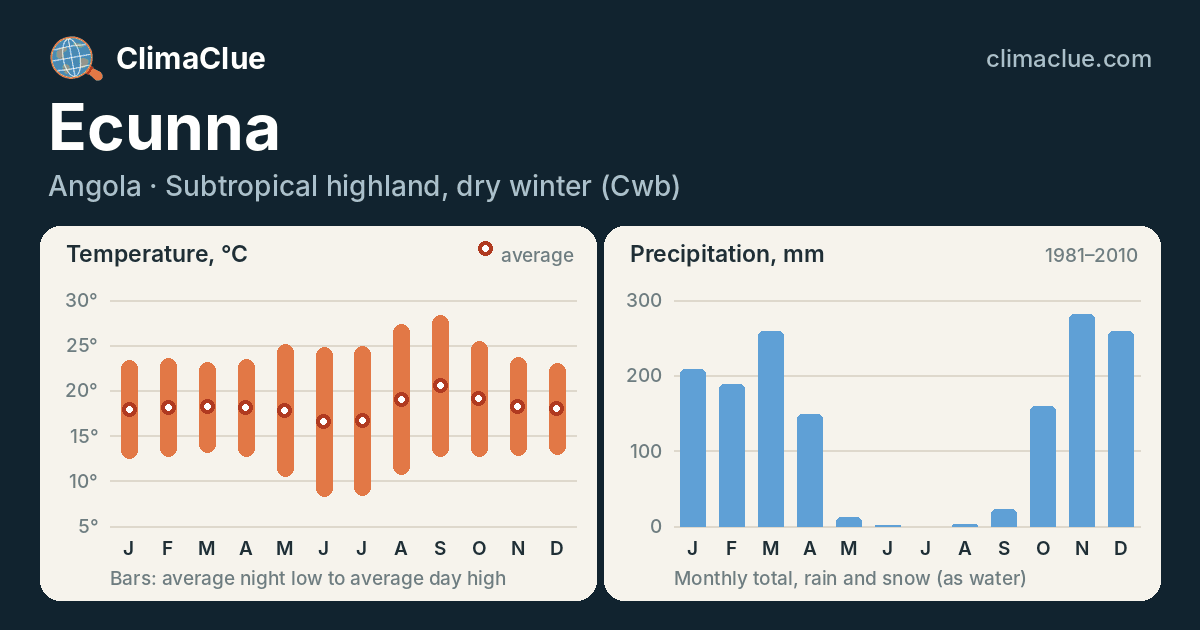 ClimaClue
climaclue.com
Ecunna
Angola · Subtropical highland, dry winter (Cwb)
Temperature, °C
average
30°
25°
20°
15°
10°
5°
J F M A M J J A S O N D
Bars: average night low to average day high
Precipitation, mm
1981–2010
300
200
100
0
J F M A M J J A S O N D
Monthly total, rain and snow (as water)